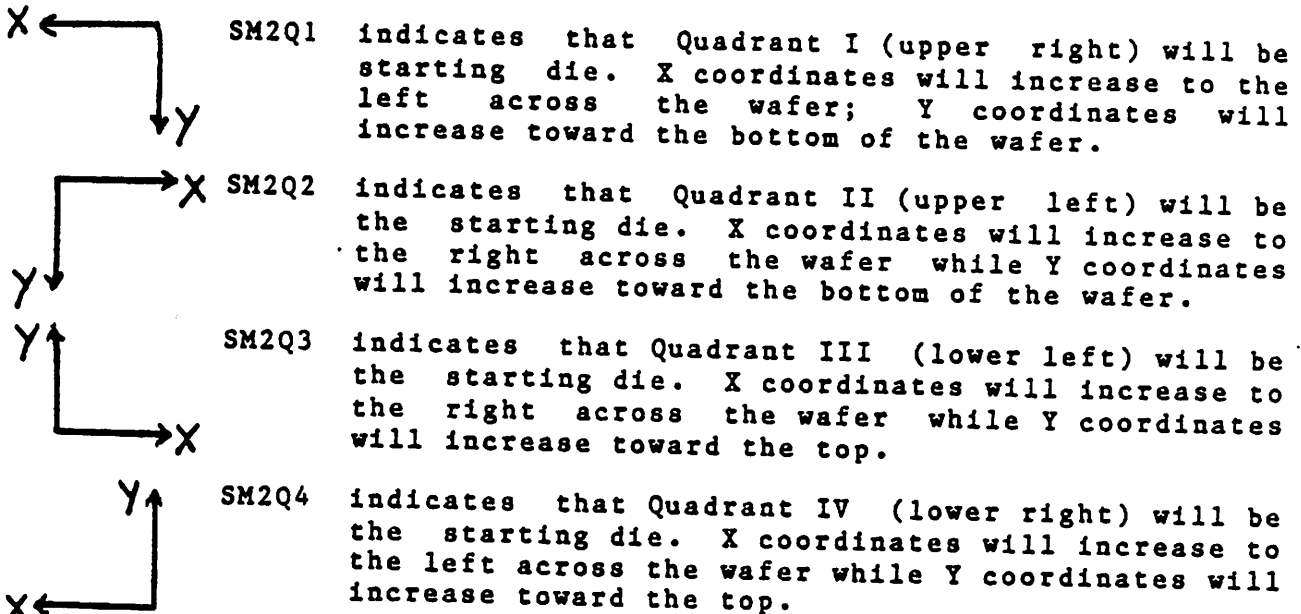 X
Y
SM2Q1 indicates that Quadrant I (upper right) will be
starting die. X coordinates will increase to the
left across the wafer; Y coordinates will
increase toward the bottom of the wafer.
X SM2Q2 indicates that Quadrant II (upper left) will be
the starting die. X coordinates will increase to
the right across the wafer while Y coordinates
Y will increase toward the bottom of the wafer.
Y SM2Q3 indicates that Quadrant III (lower left) will be
the starting die. X coordinates will increase to
the right across the wafer while Y coordinates
X will increase toward the top.
Y SM2Q4 indicates that Quadrant IV (lower right) will be
the starting die. X coordinates will increase to
the left across the wafer while Y coordinates will
X increase toward the top.